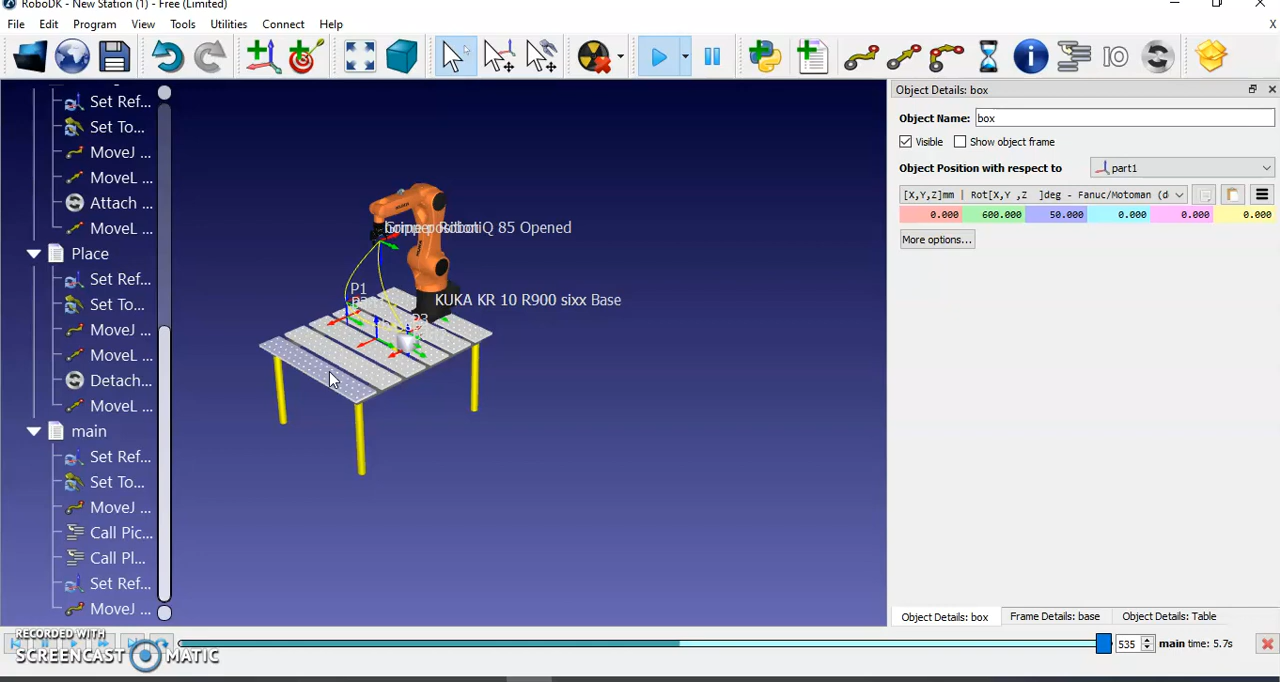 RoboDK - New Station (1) - Free (Limited)
File Edit Program View Tools Utilities Connect Help
Object Details: box
Object Name: box
Visible Show object frame
Object Position with respect to part1
[X,Y,Z]mm | Rot[X,Y ,Z ]deg - Fanuc/Motoman (d
0.000 600.000 50.000 0.000 0.000 0.000
More options...
Set Ref...
Set To...
MoveJ ...
MoveL ...
Attach ...
MoveL ...
Place
Set Ref...
Set To...
MoveJ ...
MoveL ...
Detach...
MoveL ...
main
Set Ref...
Set To...
MoveJ ...
Call Pic...
Call Pl...
Set Ref...
MoveJ ...
RobotiQ 85 Opened
KUKA KR 10 R900 sixx Base
P1
Object Details: box Frame Details: base Object Details: Table
535 main time: 5.7s
RECORDED WITH
SCREENCAST MATIC